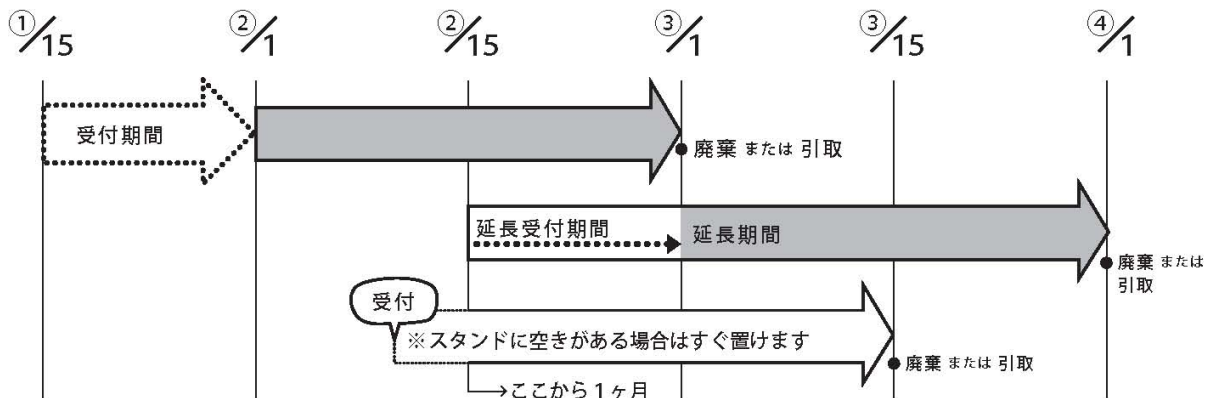 ①/15 ②/1 ②/15 ③/1 ③/15 ④/1
受付期間
廃棄 または 引取
延長受付期間 延長期間
廃棄 または
引取
受付
※スタンドに空きがある場合はすぐ置けます
廃棄 または 引取
→ここから1ヶ月